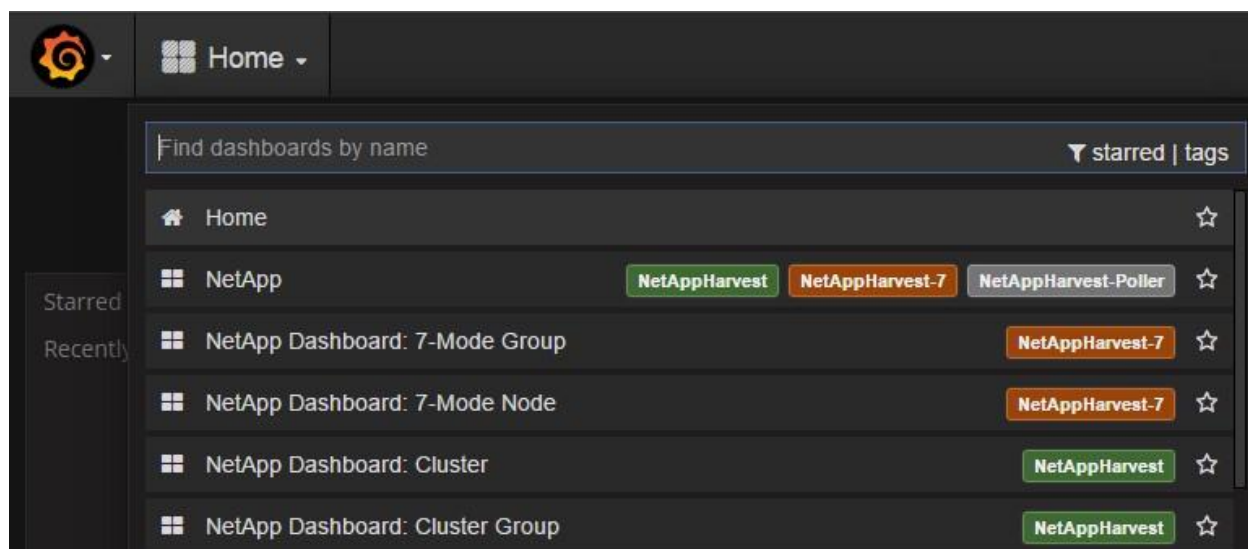 Home
Find dashboards by name
starred | tags
Home
NetApp NetAppHarvest NetAppHarvest-7 NetAppHarvest-Poller
Starred
NetApp Dashboard: 7-Mode Group NetAppHarvest-7
Recently
NetApp Dashboard: 7-Mode Node NetAppHarvest-7
NetApp Dashboard: Cluster NetAppHarvest
NetApp Dashboard: Cluster Group NetAppHarvest